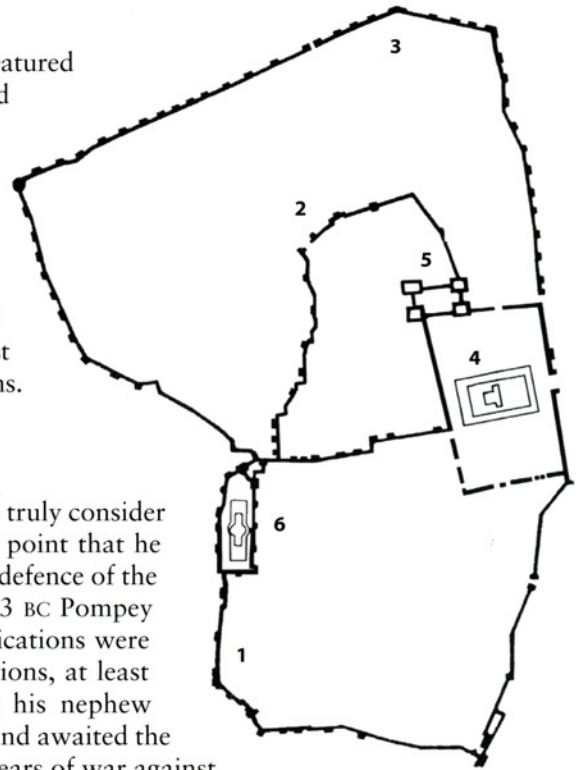 eatured
d
st
ns.
truly consider
point that he
defence of the
3 BC Pompey
ications were
ions, at least
his nephew
nd awaited the
ears of war against
3
2
5
4
6
1